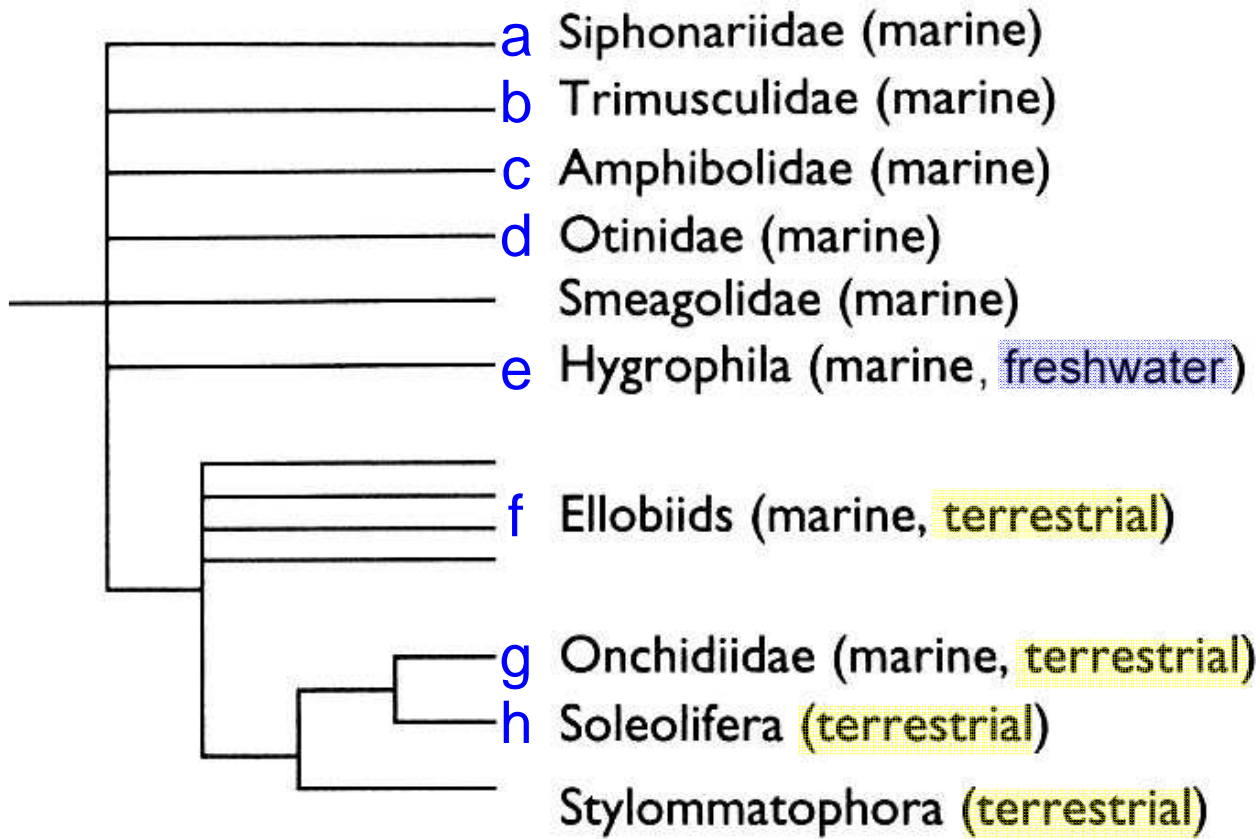 a Siphonariidae (marine)
b Trimusculidae (marine)
c Amphibolidae (marine)
d Otinidae (marine)
Smeagolidae (marine)
e Hygrophila (marine, freshwater)
f Ellobiids (marine, terrestrial)
g Onchidiidae (marine, terrestrial)
h Soleolifera (terrestrial)
Stylommatophora (terrestrial)